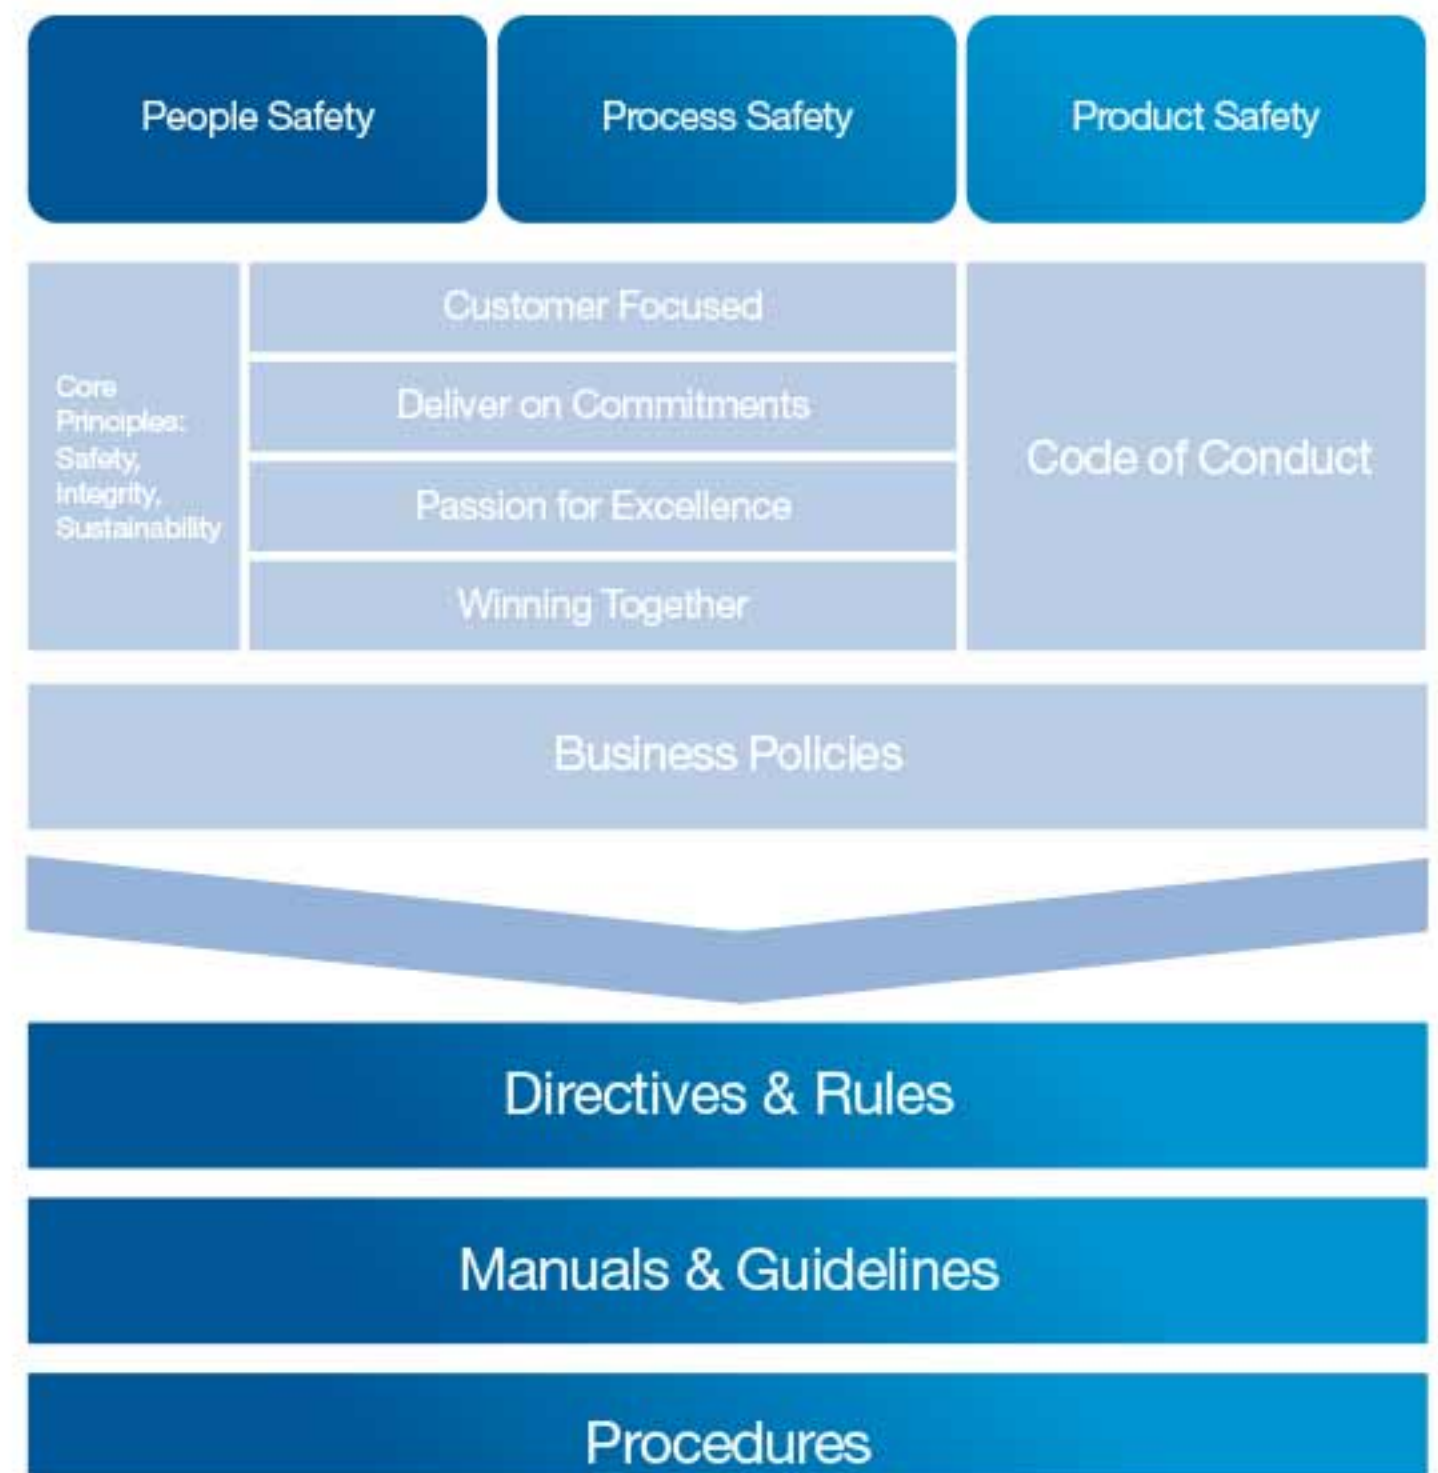 People Safety
Process Safety
Product Safety
Core
Principles:
Safety,
Integrity,
Sustainability
Customer Focused
Deliver on Commitments
Passion for Excellence
Winning Together
Code of Conduct
Business Policies
Directives & Rules
Manuals & Guidelines
Procedures